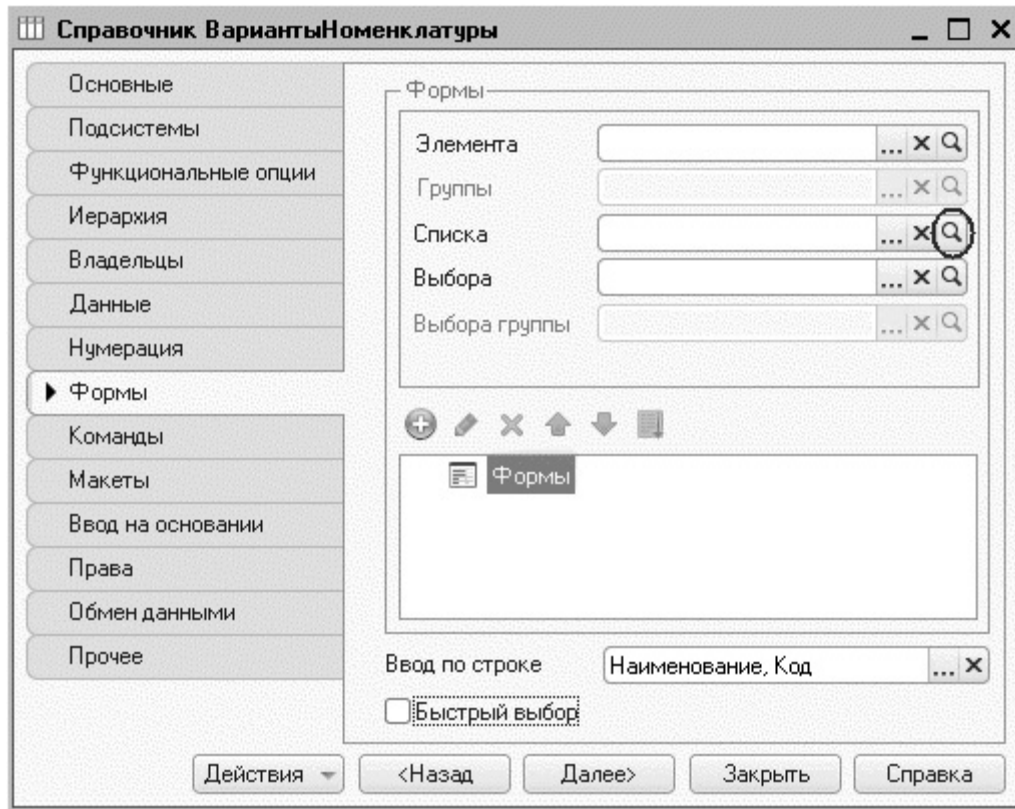 Справочник ВариантыНоменклатуры
Основные
Подсистемы
Функциональные опции
Иерархия
Владельцы
Данные
Нумерация
Формы
Команды
Макеты
Ввод на основании
Права
Обмен данными
Прочее
Формы
Элемента
Группы
Списка
Выбора
Выбора группы
Формы
Ввод по строке Наименование, Код
Быстрый выбор
Действия <Назад Далее> Закрыть Справка